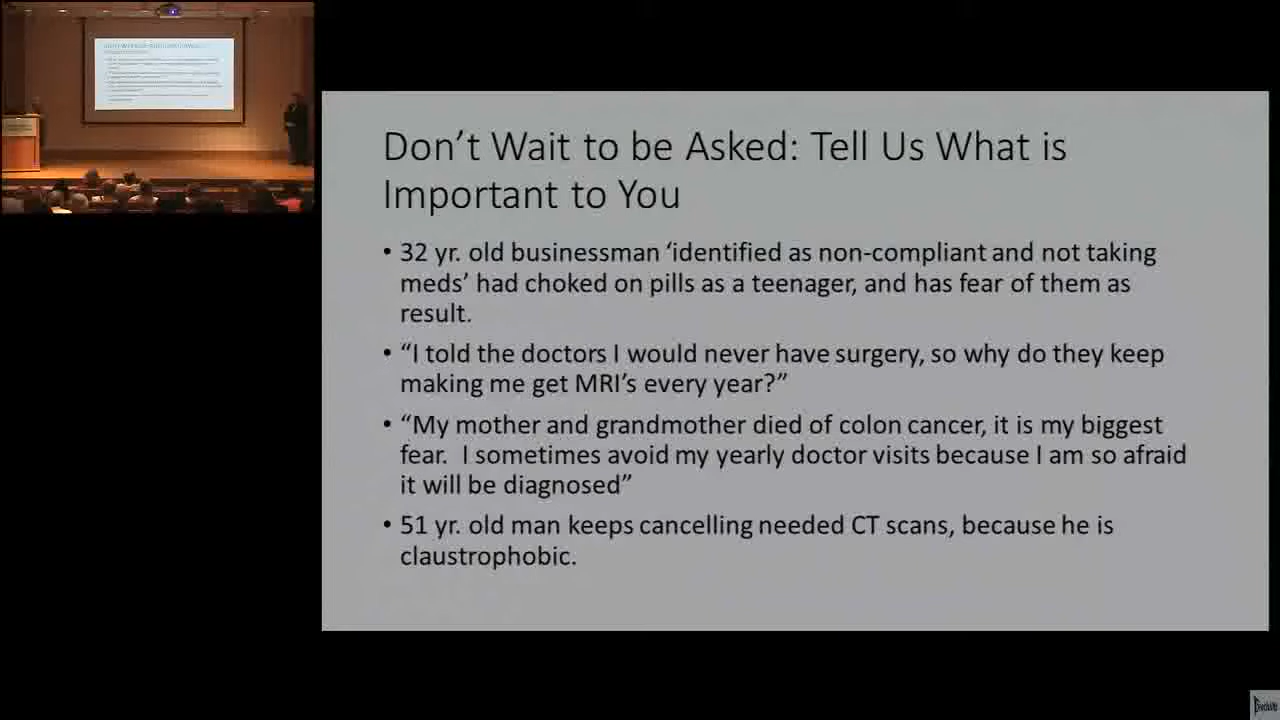 Don’t Wait to be Asked: Tell Us What is
Important to You
• 32 yr. old businessman ‘identified as non-compliant and not taking
meds’ had choked on pills as a teenager, and has fear of them as
result.
• “I told the doctors I would never have surgery, so why do they keep
making me get MRI’s every year?”
• “My mother and grandmother died of colon cancer, it is my biggest
fear.  I sometimes avoid my yearly doctor visits because I am so afraid
it will be diagnosed”
• 51 yr. old man keeps cancelling needed CT scans, because he is
claustrophobic.